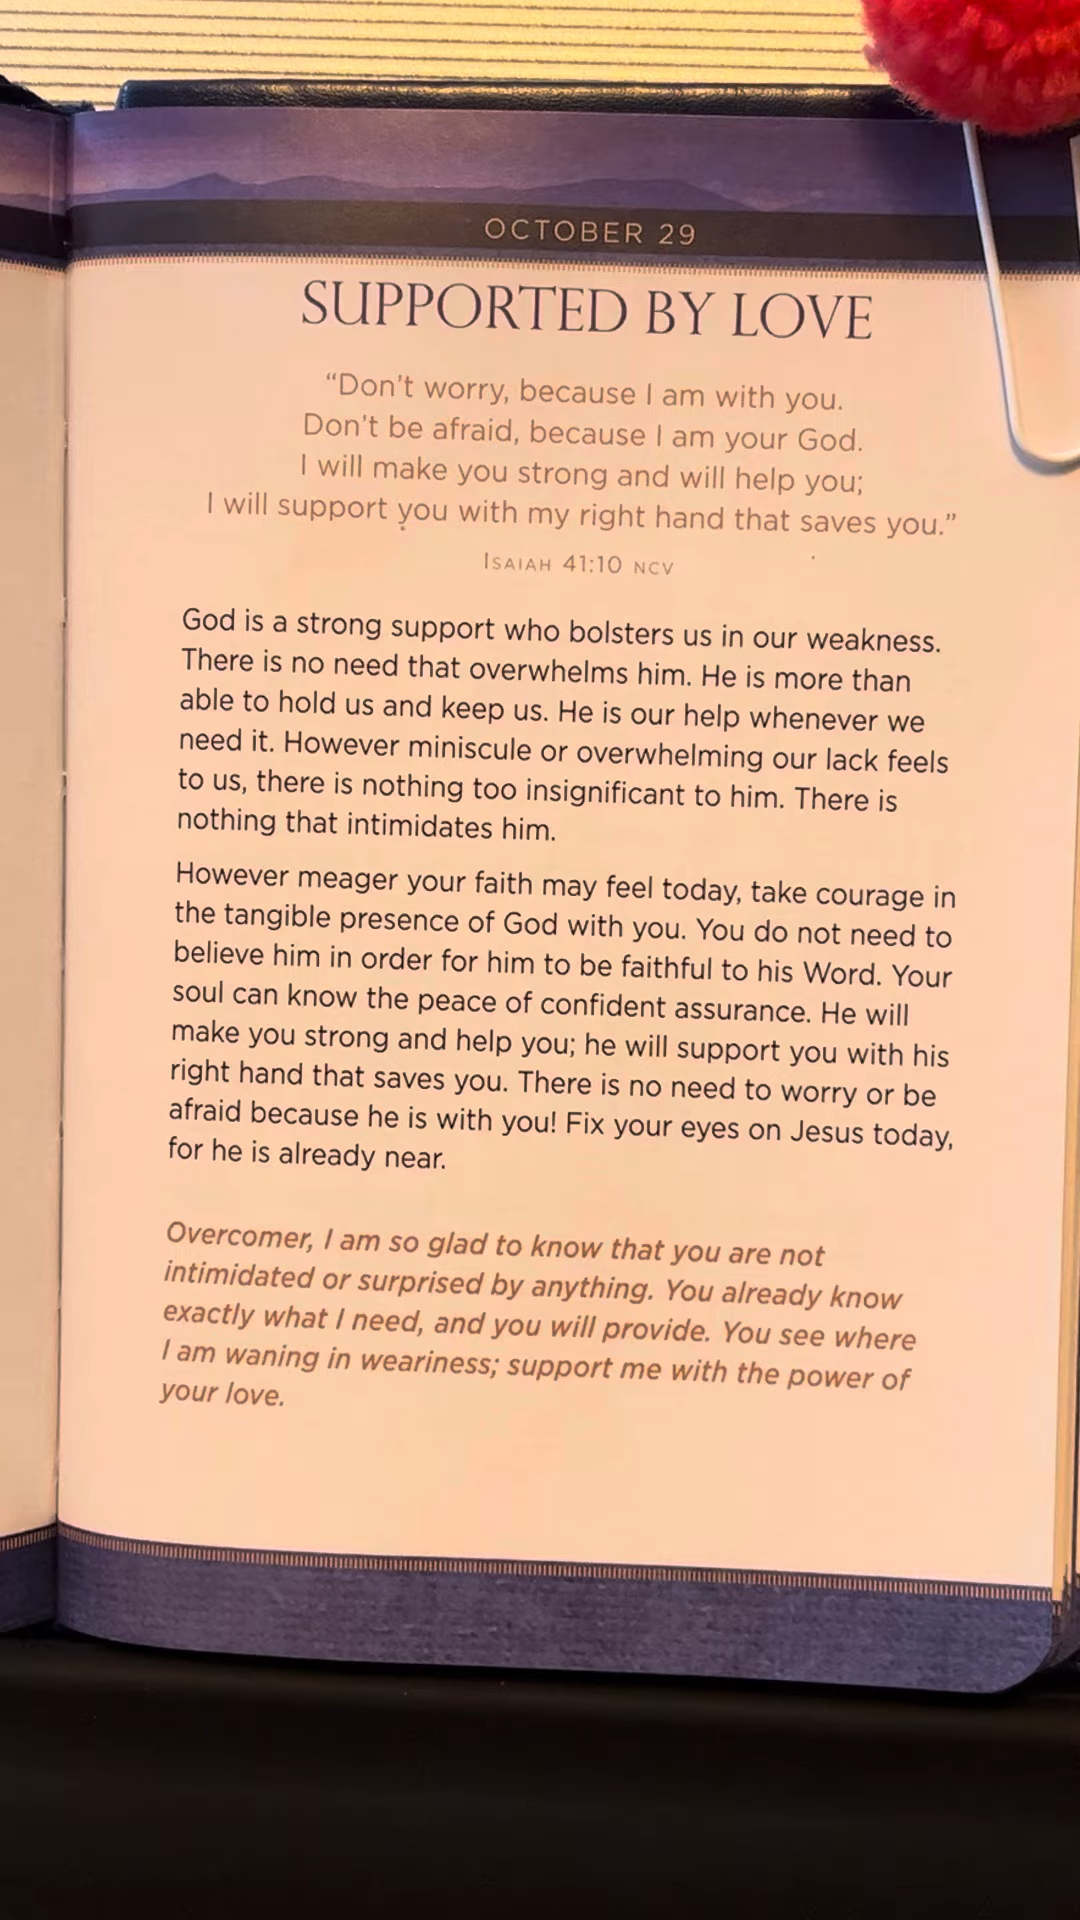 OCTOBER 29
SUPPORTED BY LOVE
“Don’t worry, because I am with you.
Don’t be afraid, because I am your God.
I will make you strong and will help you;
I will support you with my right hand that saves you.”
ISAIAH 41:10 NCV
God is a strong support who bolsters us in our weakness.
There is no need that overwhelms him. He is more than
able to hold us and keep us. He is our help whenever we
need it. However miniscule or overwhelming our lack feels
to us, there is nothing too insignificant to him. There is
nothing that intimidates him.
However meager your faith may feel today, take courage in
the tangible presence of God with you. You do not need to
believe him in order for him to be faithful to his Word. Your
soul can know the peace of confident assurance. He will
make you strong and help you; he will support you with his
right hand that saves you. There is no need to worry or be
afraid because he is with you! Fix your eyes on Jesus today,
for he is already near.
Overcomer, I am so glad to know that you are not
intimidated or surprised by anything. You already know
exactly what I need, and you will provide. You see where
I am waning in weariness; support me with the power of
your love.